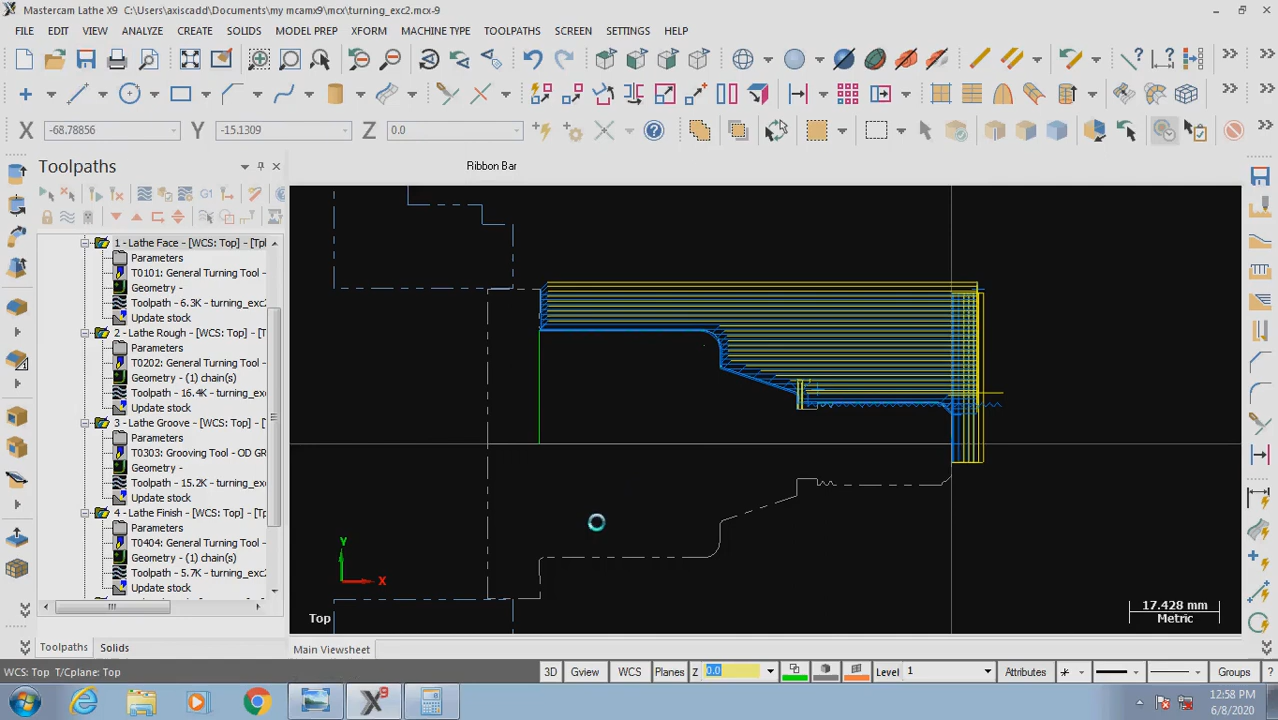 Mastercam Lathe X9 C:\Users\axiscadd\Documents\my mcamx9\mcx\turning_exc2.mcx-9
FILE EDIT VIEW ANALYZE CREATE SOLIDS MODEL PREP XFORM MACHINE TYPE TOOLPATHS SCREEN SETTINGS HELP
X -68.78856 Y -15.1309 Z 0.0
Toolpaths
Ribbon Bar
G1
1 - Lathe Face - [WCS: Top] - [Tpl
Parameters
T0101: General Turning Tool -
Geometry -
Toolpath - 6.3K - turning_exc2
Update stock
2 - Lathe Rough - [WCS: Top] - [
Parameters
T0202: General Turning Tool -
Geometry - (1) chain(s)
Toolpath - 16.4K - turning_exc
Update stock
3 - Lathe Groove - [WCS: Top] -
Parameters
T0303: Grooving Tool - OD GR
Geometry -
Toolpath - 15.2K - turning_exc
Update stock
4 - Lathe Finish - [WCS: Top] - [T
Parameters
T0404: General Turning Tool -
Geometry - (1) chain(s)
Toolpath - 5.7K - turning_exc2
Update stock
Y
X
Top
17.428 mm
Metric
Toolpaths Solids
Main Viewsheet
WCS: Top T/Cplane: Top 3D Gview WCS Planes Z 0.0 Level 1 Attributes Groups
12:58 PM
6/8/2020